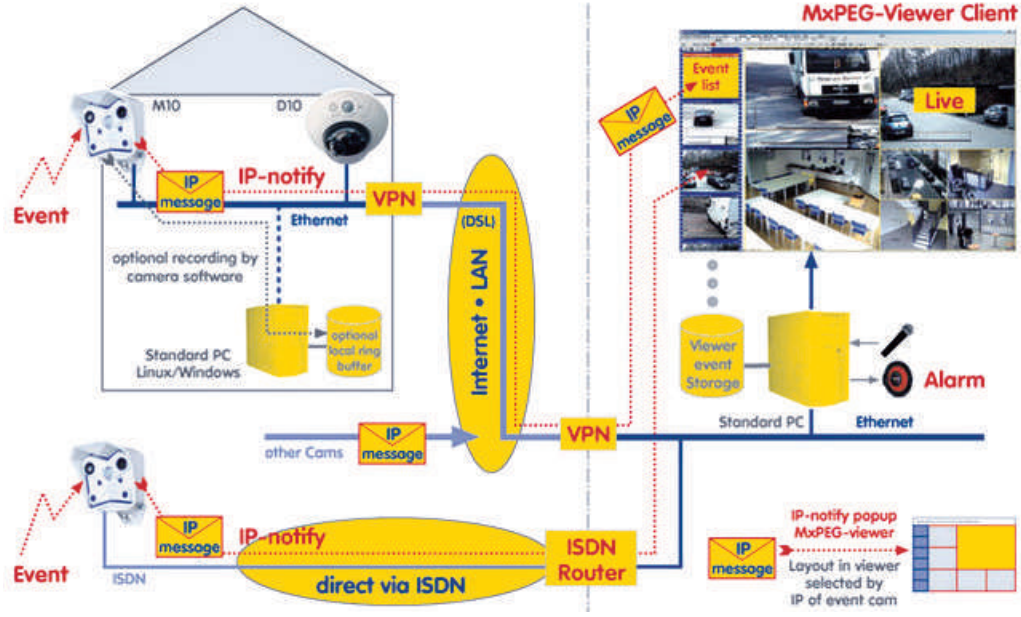 MxPEG-Viewer Client
M10
D10
Event
list
Live
IP
message
IP
message
IP-notify
VPN
Event
Ethernet
(DSL)
optional recording by
camera software
Internet • LAN
optional
local ring
buffer
Standard PC
Linux/Windows
Viewer
event
Storage
Alarm
Standard PC
Ethernet
other Cams
IP
message
VPN
IP
message
IP-notify
ISDN
Router
Event
ISDN
direct via ISDN
IP
message
IP-notify popup
MxPEG-viewer
Layout in viewer
selected by
IP of event cam